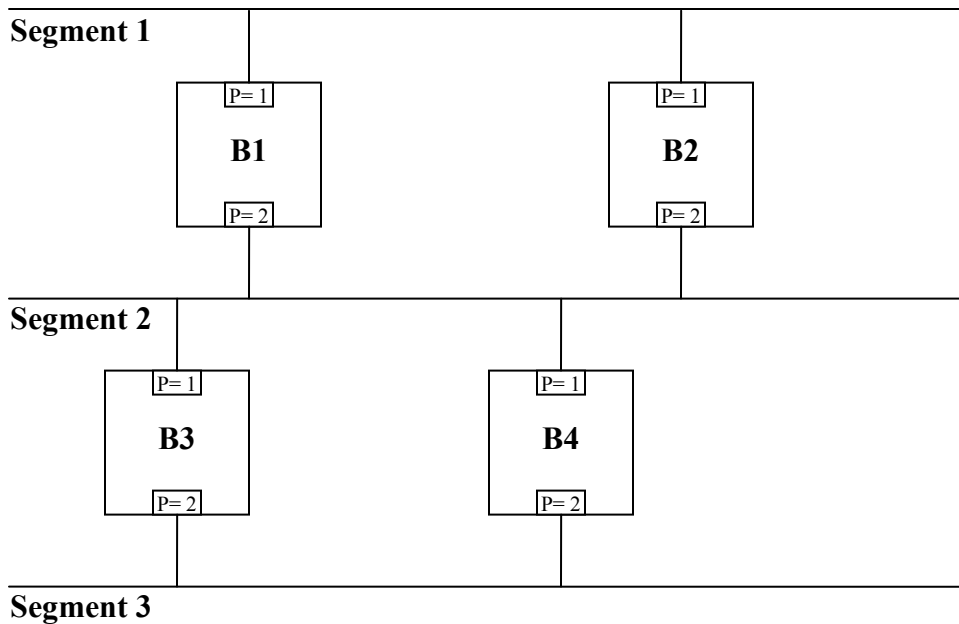 Segment 1
P= 1 P= 1
B1 B2
P= 2 P= 2
Segment 2
P= 1 P= 1
B3 B4
P= 2 P= 2
Segment 3